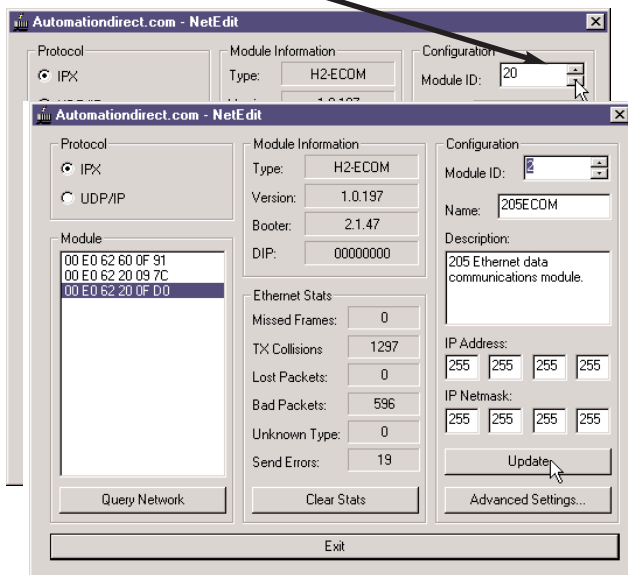 Automationdirect.com - NetEdit
Protocol
IPX
Module Information
Type: H2-ECOM
Configuration
Module ID: 20
Automationdirect.com - NetEdit
Protocol
IPX
UDP/IP
Module
00 E0 62 60 0F 91
00 E0 62 20 09 7C
00 E0 62 20 0F D0
Query Network
Module Information
Type: H2-ECOM
Version: 1.0.197
Booter: 2.1.47
DIP: 00000000
Ethernet Stats
Missed Frames: 0
TX Collisions 1297
Lost Packets: 0
Bad Packets: 596
Unknown Type: 0
Send Errors: 19
Clear Stats
Configuration
Module ID: 2
Name: 205ECOM
Description:
205 Ethernet data
communications module.
IP Address:
255 255 255 255
IP Netmask:
255 255 255 255
Update
Advanced Settings...
Exit